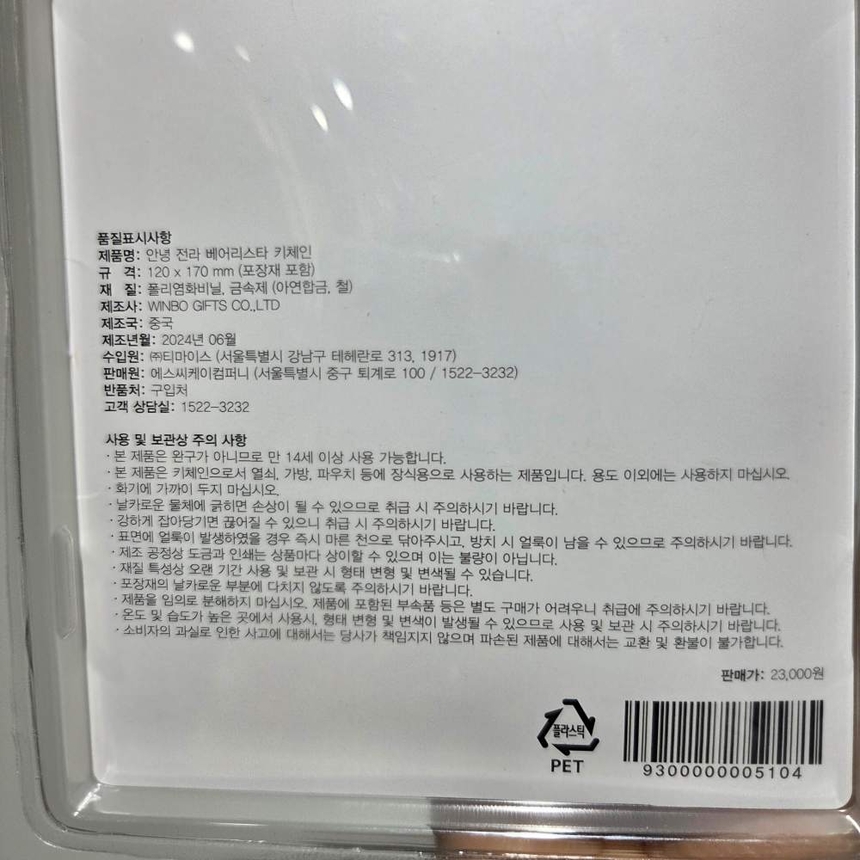 품질표시사항
제품명: 안녕 전라 베어리스타 키체인
규 격: 120 x 170 mm (포장재 포함)
재 질: 폴리염화비닐, 금속제 (아연합금, 철)
제조사: WINBO GIFTS CO.,LTD
제조국: 중국
제조년월: 2024년 06월
수입원: ㈜티마이스 (서울특별시 강남구 테헤란로 313, 1917)
판매원: 에스씨케이컴퍼니 (서울특별시 중구 퇴계로 100 / 1522-3232)
반품처: 구입처
고객 상담실: 1522-3232
사용 및 보관상 주의 사항
· 본 제품은 완구가 아니므로 만 14세 이상 사용 가능합니다.
· 본 제품은 키체인으로서 열쇠, 가방, 파우치 등에 장식용으로 사용하는 제품입니다. 용도 이외에는 사용하지 마십시오.
· 화기에 가까이 두지 마십시오.
· 날카로운 물체에 긁히면 손상이 될 수 있으므로 취급 시 주의하시기 바랍니다.
· 강하게 잡아당기면 끊어질 수 있으니 취급 시 주의하시기 바랍니다.
· 표면에 얼룩이 발생하였을 경우 즉시 마른 천으로 닦아주시고, 방치 시 얼룩이 남을 수 있으므로 주의하시기 바랍니다.
· 제조 공정상 도금과 인쇄는 상품마다 상이할 수 있으며 이는 불량이 아닙니다.
· 재질 특성상 오랜 기간 사용 및 보관 시 형태 변형 및 변색될 수 있습니다.
· 포장재의 날카로운 부분에 다치지 않도록 주의하시기 바랍니다.
· 제품을 임의로 분해하지 마십시오. 제품에 포함된 부속품 등은 별도 구매가 어려우니 취급에 주의하시기 바랍니다.
· 온도 및 습도가 높은 곳에서 사용시, 형태 변형 및 변색이 발생될 수 있으므로 사용 및 보관 시 주의하시기 바랍니다.
· 소비자의 과실로 인한 사고에 대해서는 당사가 책임지지 않으며 파손된 제품에 대해서는 교환 및 환불이 불가합니다.
판매가: 23,000원
플라스틱
PET
9300000005104